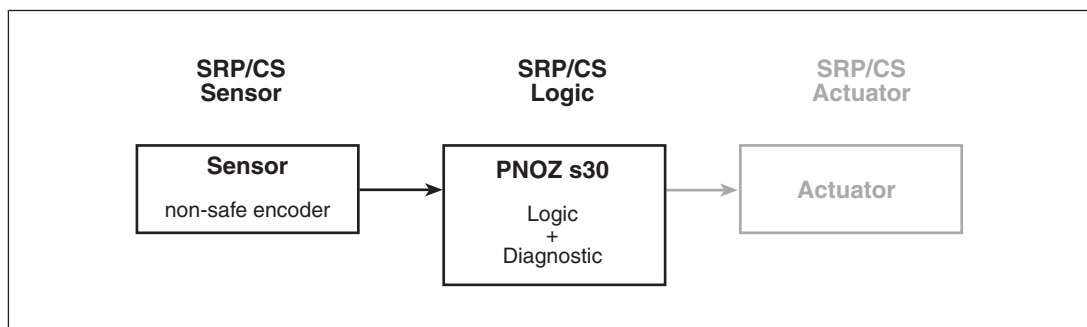 SRP/CS
Sensor
SRP/CS
Logic
SRP/CS
Actuator
Sensor
non-safe encoder
PNOZ s30
Logic
+
Diagnostic
Actuator